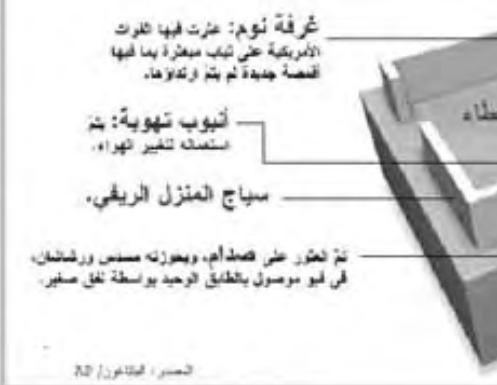 غرفة نوم: عثرت فيها القوات
الأمريكية على ثياب مبعثرة بما فيها
أقمصة جديدة لم يتم ارتداؤها.
أنبوب تهوية: يتم
استعماله لتغيير الهواء.
سياج المنزل الريفي.
تم العثور على صدام، وبحوزته مسدس ورشاشان،
في قبو موصول بالطابق الوحيد بواسطة نفق صغير.
المصدر: البنتاغون/